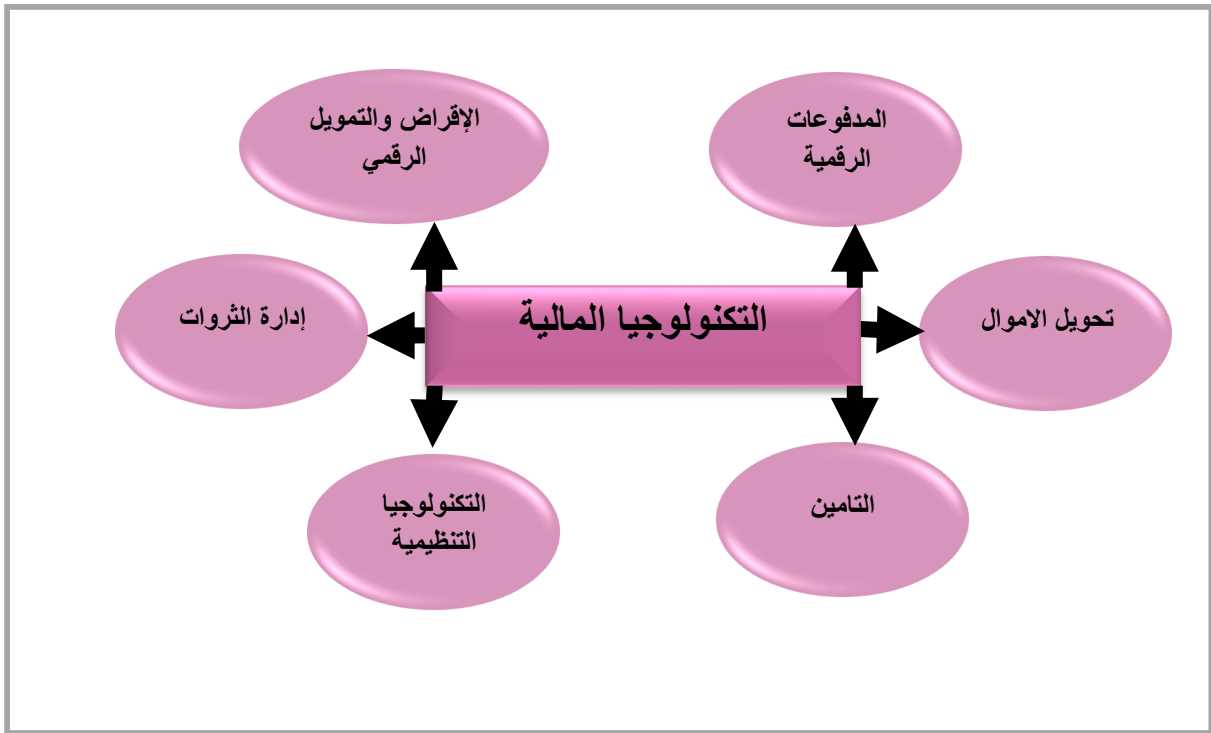 المدفوعات
الرقمية
الإقراض والتمويل
الرقمي
التكنولوجيا المالية
تحويل الاموال
إدارة الثروات
التامين
التكنولوجيا
التنظيمية